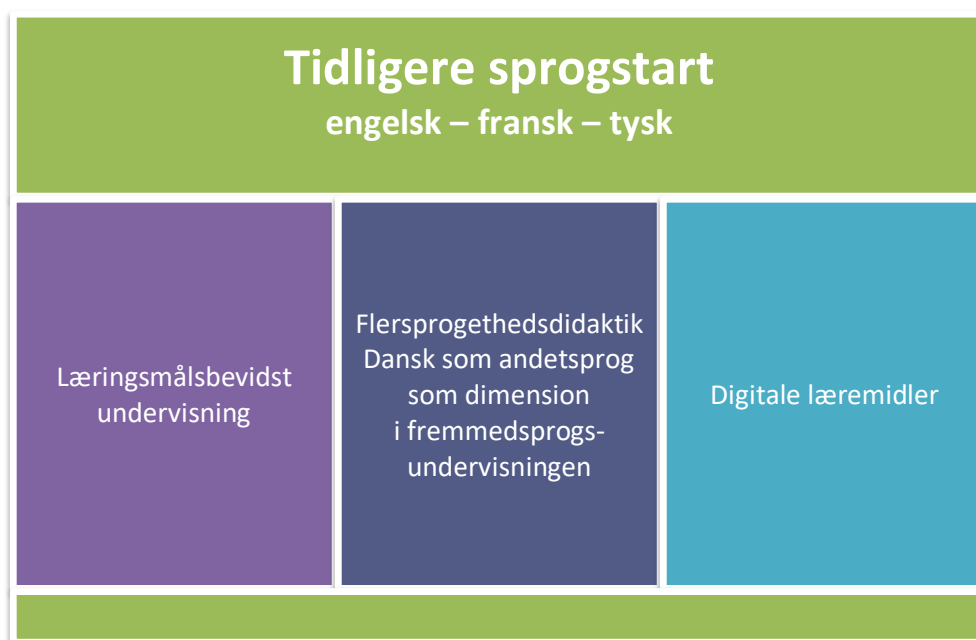 Tidligere sprogstart
engelsk – fransk – tysk
Læringsmålsbevidst
undervisning
Flersprogethedsdidaktik
Dansk som andetsprog
som dimension
i fremmedsprogs-
undervisningen
Digitale læremidler